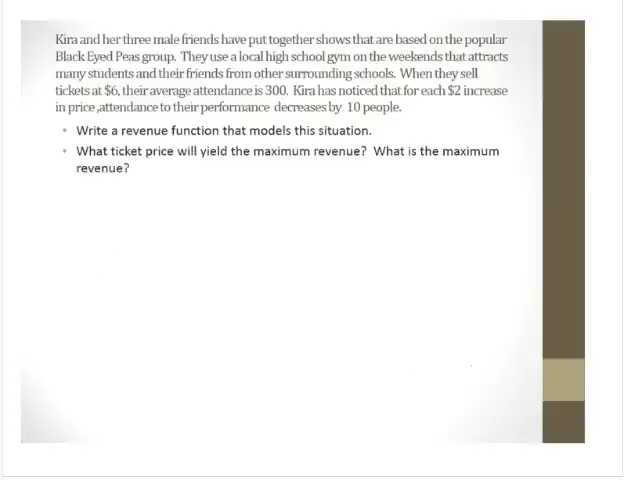 Kira and her three male friends have put together shows that are based on the popular
Black Eyed Peas group. They use a local high school gym on the weekends that attracts
many students and their friends from other surrounding schools. When they sell
tickets at $6, their average attendance is 300. Kira has noticed that for each $2 increase
in price ,attendance to their performance decreases by 10 people.
• Write a revenue function that models this situation.
• What ticket price will yield the maximum revenue? What is the maximum
revenue?